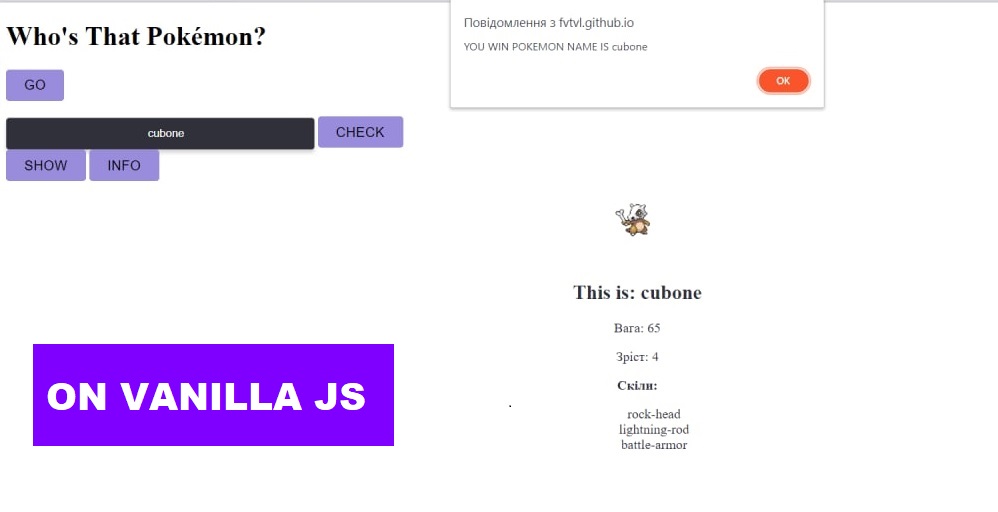 Who's That Pokémon?
GO
cubone
CHECK
SHOW
INFO
Повідомлення з fvtvl.github.io
YOU WIN POKEMON NAME IS cubone
ОК
This is: cubone
Вага: 65
Зріст: 4
Скіли:
rock-head
lightning-rod
battle-armor
ON VANILLA JS
.